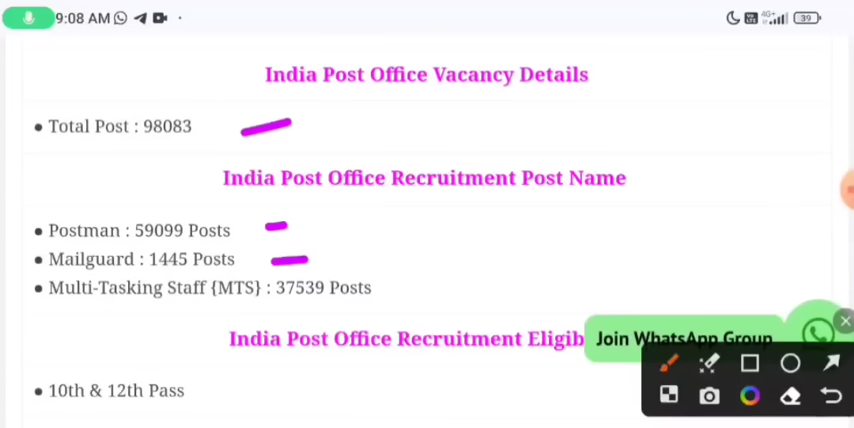 9:08 AM
4G+
39
India Post Office Vacancy Details
• Total Post : 98083
India Post Office Recruitment Post Name
• Postman : 59099 Posts
• Mailguard : 1445 Posts
• Multi-Tasking Staff {MTS} : 37539 Posts
India Post Office Recruitment Eligib
Join WhatsApp Group
• 10th & 12th Pass